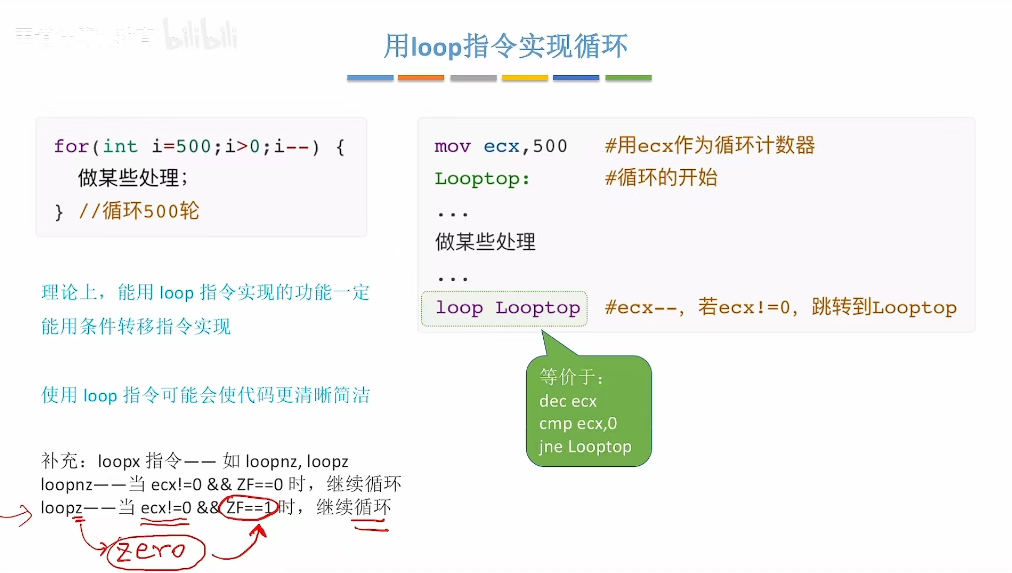 bilibili
用loop指令实现循环
for(int i=500;i>0;i--) {
做某些处理;
} //循环500轮
mov ecx,500 #用ecx作为循环计数器
Looptop: #循环的开始
...
做某些处理
...
loop Looptop #ecx--，若ecx!=0，跳转到Looptop
等价于：
dec ecx
cmp ecx,0
jne Looptop
理论上，能用 loop 指令实现的功能一定
能用条件转移指令实现
使用 loop 指令可能会使代码更清晰简洁
补充：loopx 指令—— 如 loopnz, loopz
loopnz——当 ecx!=0 && ZF==0 时，继续循环
loopz——当 ecx!=0 && ZF==1 时，继续循环
zero